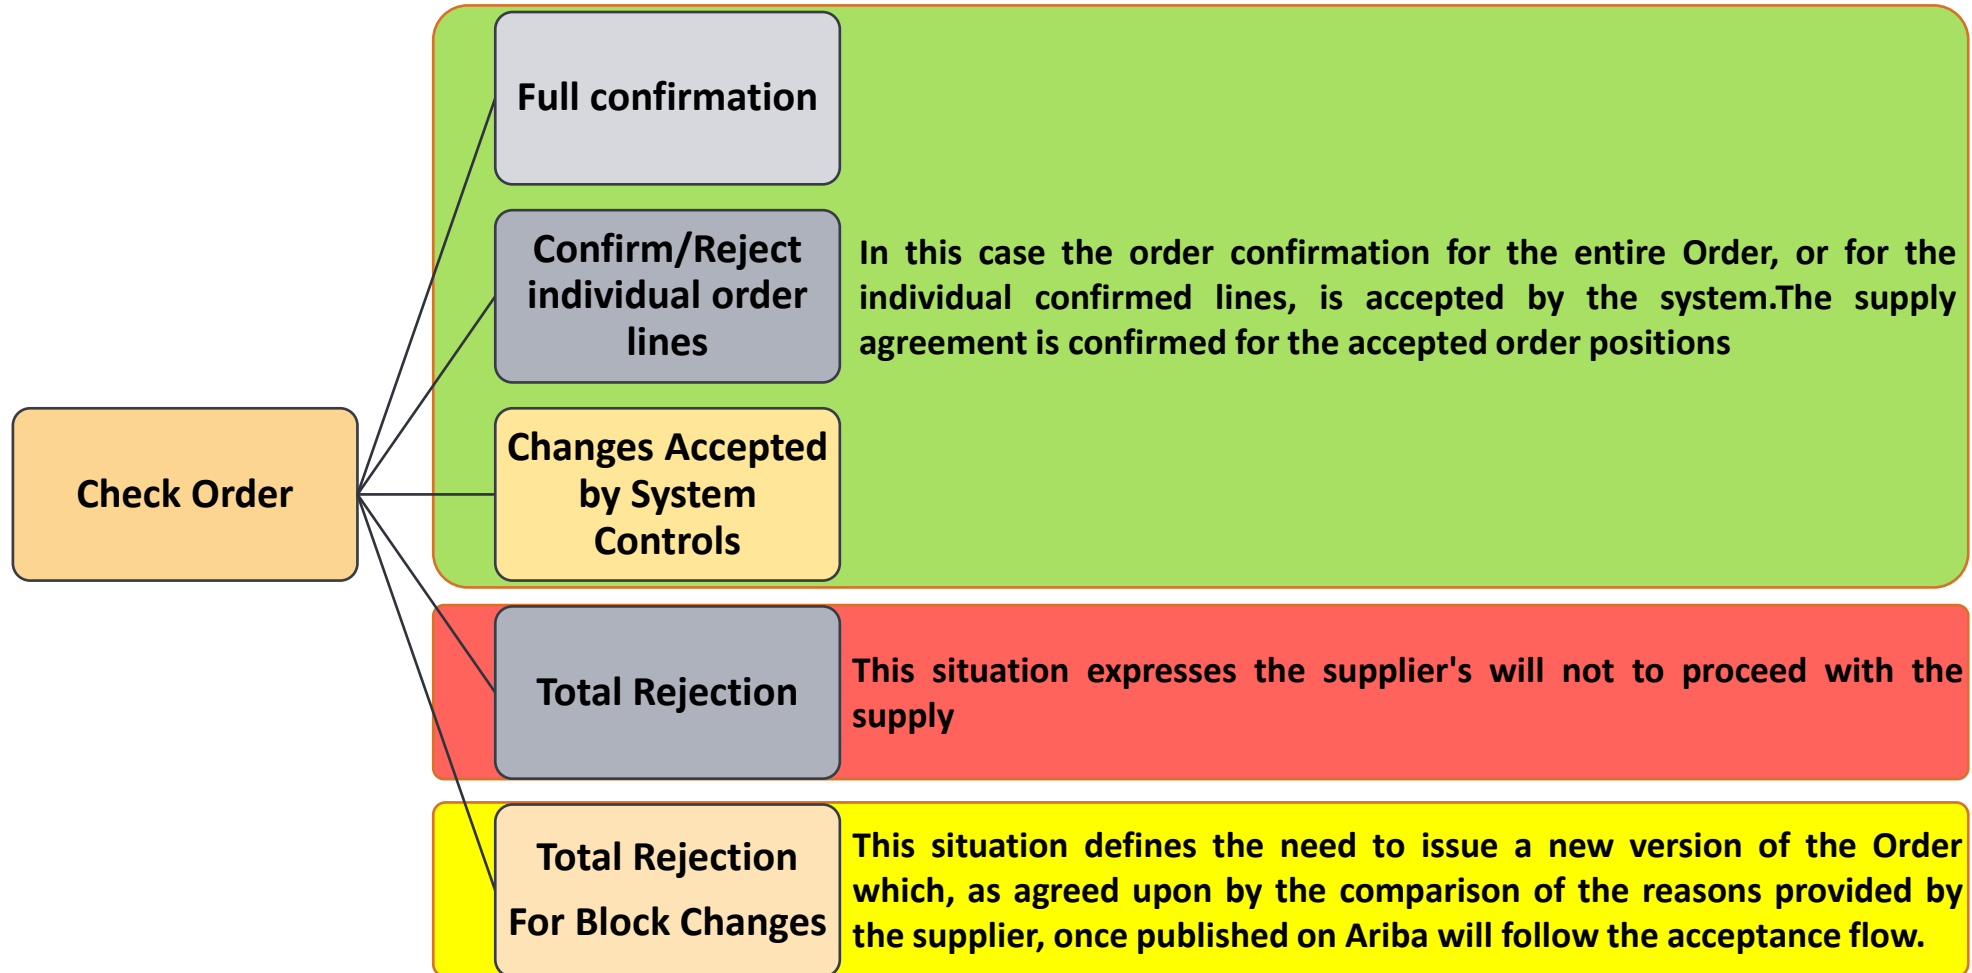 Full confirmation
Confirm/Reject
individual order
lines
In this case the order confirmation for the entire Order, or for the
individual confirmed lines, is accepted by the system.The supply
agreement is confirmed for the accepted order positions
Changes Accepted
by System
Controls
Check Order
Total Rejection
This situation expresses the supplier's will not to proceed with the
supply
Total Rejection
For Block Changes
This situation defines the need to issue a new version of the Order
which, as agreed upon by the comparison of the reasons provided by
the supplier, once published on Ariba will follow the acceptance flow.